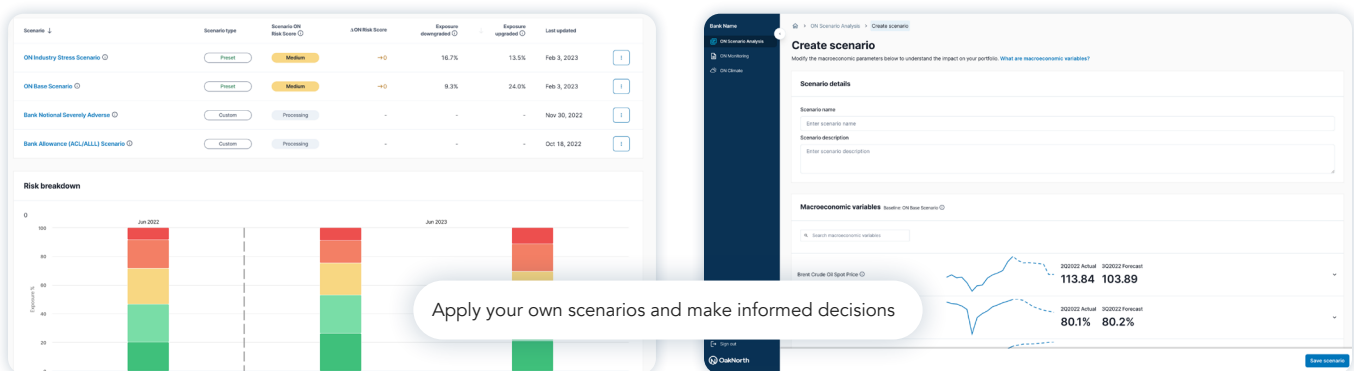 Scenario ↓ Scenario type Scenario ON Risk Score Δ ON Risk Score Exposure downgraded Exposure upgraded Last updated
ON Industry Stress Scenario Preset Medium →0 16.7% 13.5% Feb 3, 2023
ON Base Scenario Preset Medium →0 9.3% 24.0% Feb 3, 2023
Bank Notional Severely Adverse Custom Processing - - - Nov 30, 2022
Bank Allowance (ACL/ALLL) Scenario Custom Processing - - - Oct 18, 2022
Risk breakdown
0
Jun 2022 Jun 2023
100
80
60
40
20
Exposure %
Apply your own scenarios and make informed decisions
Bank Name
ON Scenario Analysis
ON Monitoring
ON Climate
Sign out
OakNorth
ON Scenario Analysis > Create scenario
Create scenario
Modify the macroeconomic parameters below to understand the impact on your portfolio. What are macroeconomic variables?
Scenario details
Scenario name
Enter scenario name
Scenario description
Enter scenario description
Macroeconomic variables Baseline: ON Base Scenario
Search macroeconomic variables
Brent Crude Oil Spot Price
2Q2022 Actual 3Q2022 Forecast
113.84 103.89
2Q2022 Actual 3Q2022 Forecast
80.1% 80.2%
Save scenario